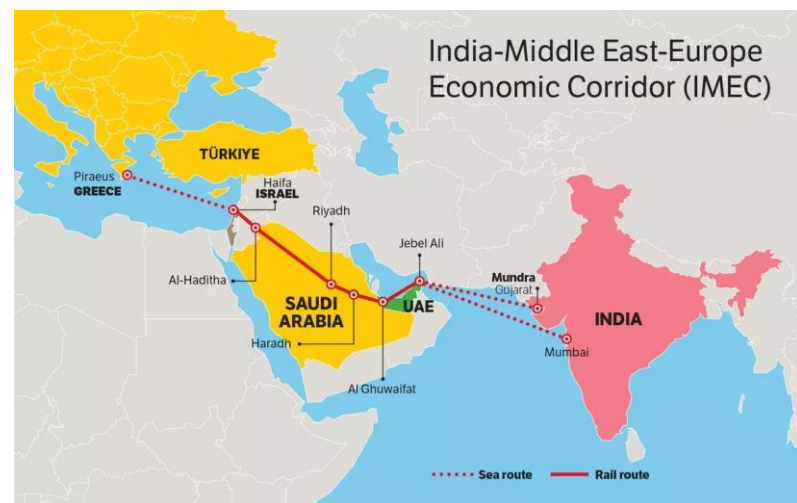 India-Middle East-Europe
Economic Corridor (IMEC)
TÜRKIYE
Piraeus
GREECE
Haifa
ISRAEL
Riyadh
Jebel Ali
Al-Haditha
Mundra
Gujarat
SAUDI
ARABIA
UAE
INDIA
Haradh
Mumbai
Al Ghuwaifat
Sea route
Rail route